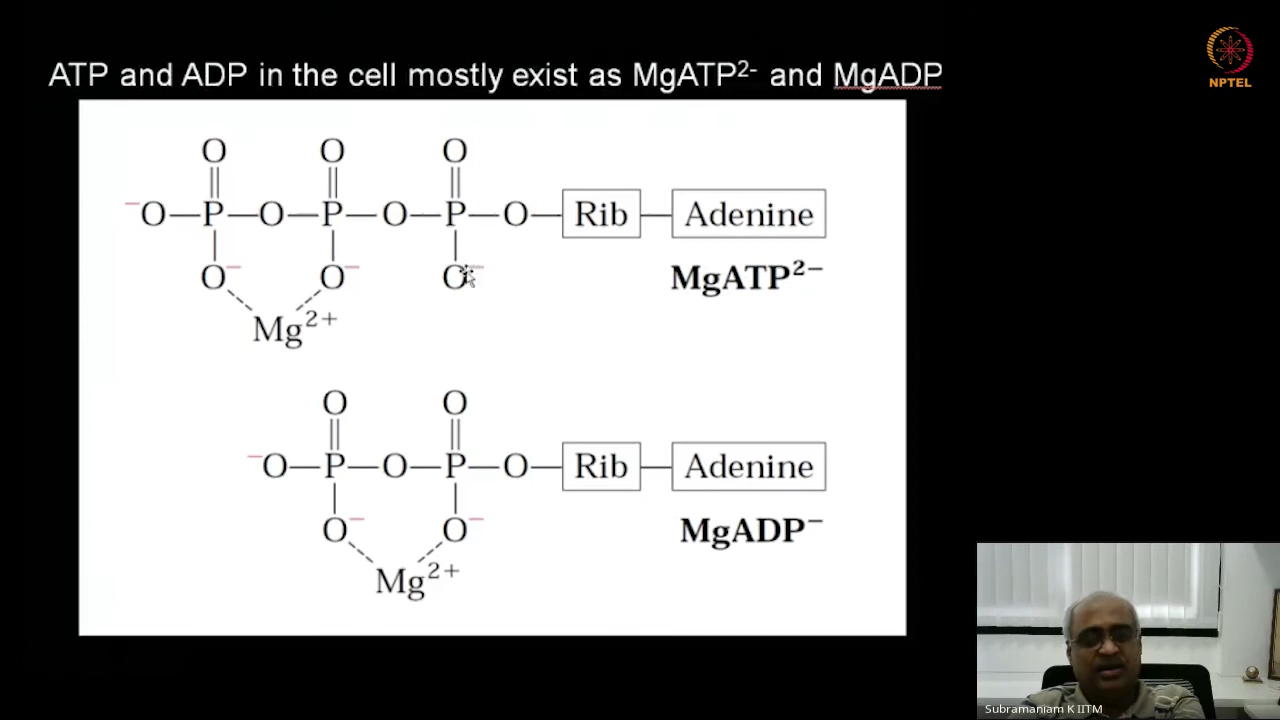 ATP and ADP in the cell mostly exist as MgATP²⁻ and MgADP
NPTEL
O O O
⁻O—P—O—P—O—P—O—Rib—Adenine
O⁻ O⁻ O⁻
MgATP²⁻
Mg²⁺
O O
⁻O—P—O—P—O—Rib—Adenine
O⁻ O⁻
MgADP⁻
Mg²⁺
Subramaniam K IITM